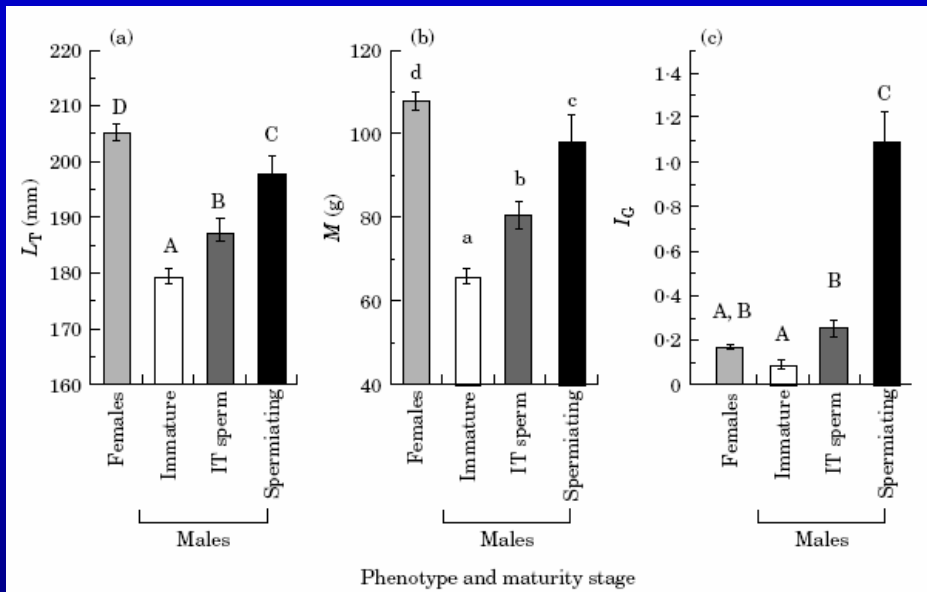 (a)
220
210
205
200
190
180
170
160
L_T (mm)
D
A
B
C
Females
Immature
IT sperm
Spermiating
Males
(b)
120
100
80
60
40
M (g)
d
a
b
c
Females
Immature
IT sperm
Spermiating
Males
(c)
1·4
1·2
1·0
0·8
0·6
0·4
0·2
0
I_G
A, B
A
B
C
Females
Immature
IT sperm
Spermiating
Males
Phenotype and maturity stage